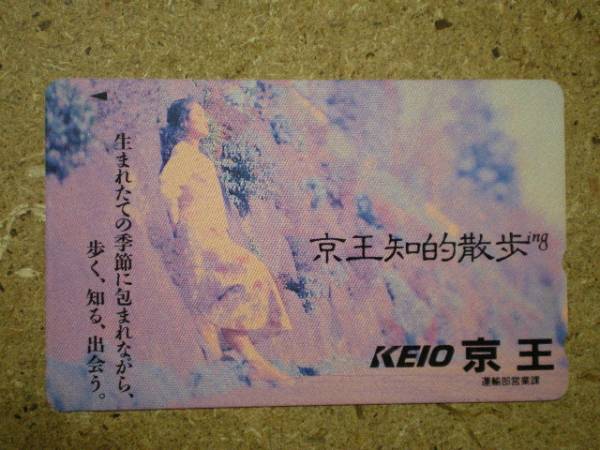 生まれたての季節に包まれながら、
歩く、知る、出会う。
京王知的散歩ing
KEIO 京王
運輸部営業課